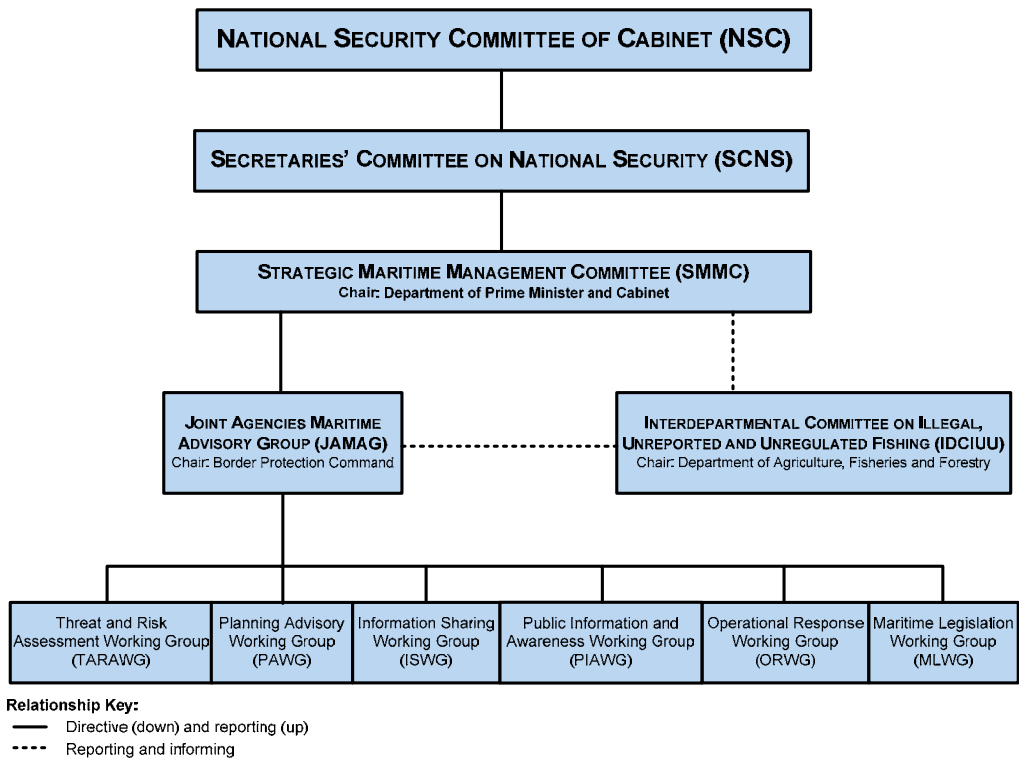 NATIONAL SECURITY COMMITTEE OF CABINET (NSC)
SECRETARIES' COMMITTEE ON NATIONAL SECURITY (SCNS)
STRATEGIC MARITIME MANAGEMENT COMMITTEE (SMMC)
Chair: Department of Prime Minister and Cabinet
JOINT AGENCIES MARITIME
ADVISORY GROUP (JAMAG)
Chair: Border Protection Command
INTERDEPARTMENTAL COMMITTEE ON ILLEGAL,
UNREPORTED AND UNREGULATED FISHING (IDCIUU)
Chair: Department of Agriculture, Fisheries and Forestry
Threat and Risk
Assessment Working Group
(TARAWG)
Planning Advisory
Working Group
(PAWG)
Information Sharing
Working Group
(ISWG)
Public Information and
Awareness Working Group
(PIAWG)
Operational Response
Working Group
(ORWG)
Maritime Legislation
Working Group
(MLWG)
Relationship Key:
Directive (down) and reporting (up)
Reporting and informing